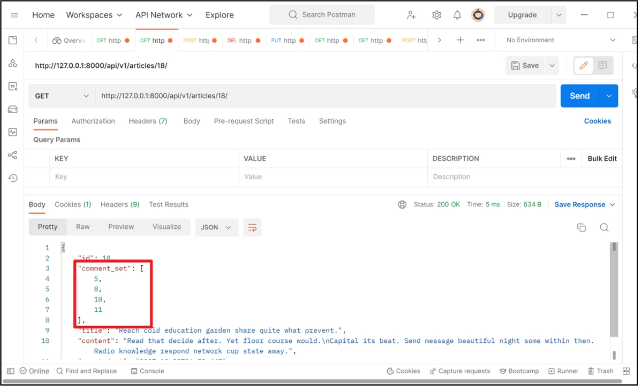 Home Workspaces API Network Explore Search Postman Upgrade
Overvi GET http GET http POST http DEL http PUT http GET http GET http POST http No Environment
http://127.0.0.1:8000/api/v1/articles/18/ Save
GET http://127.0.0.1:8000/api/v1/articles/18/ Send
Params Authorization Headers (7) Body Pre-request Script Tests Settings Cookies
Query Params
KEY VALUE DESCRIPTION Bulk Edit
Key Value Description
Body Cookies (1) Headers (9) Test Results Status: 200 OK Time: 5 ms Size: 634 B Save Response
Pretty Raw Preview Visualize JSON
1 {
2 "id": 18,
3 "comment_set": [
4 5,
5 8,
6 10,
7 11
8 ],
9 "title": "Reach cold education garden share quite what prevent.",
10 "content": "Read that decide after. Yet floor course would.\nCapital its beat. Send message beautiful night some within then.
Radio knowledge respond network cup state away.",
Online Find and Replace Console Cookies Capture requests Bootcamp Runner Trash